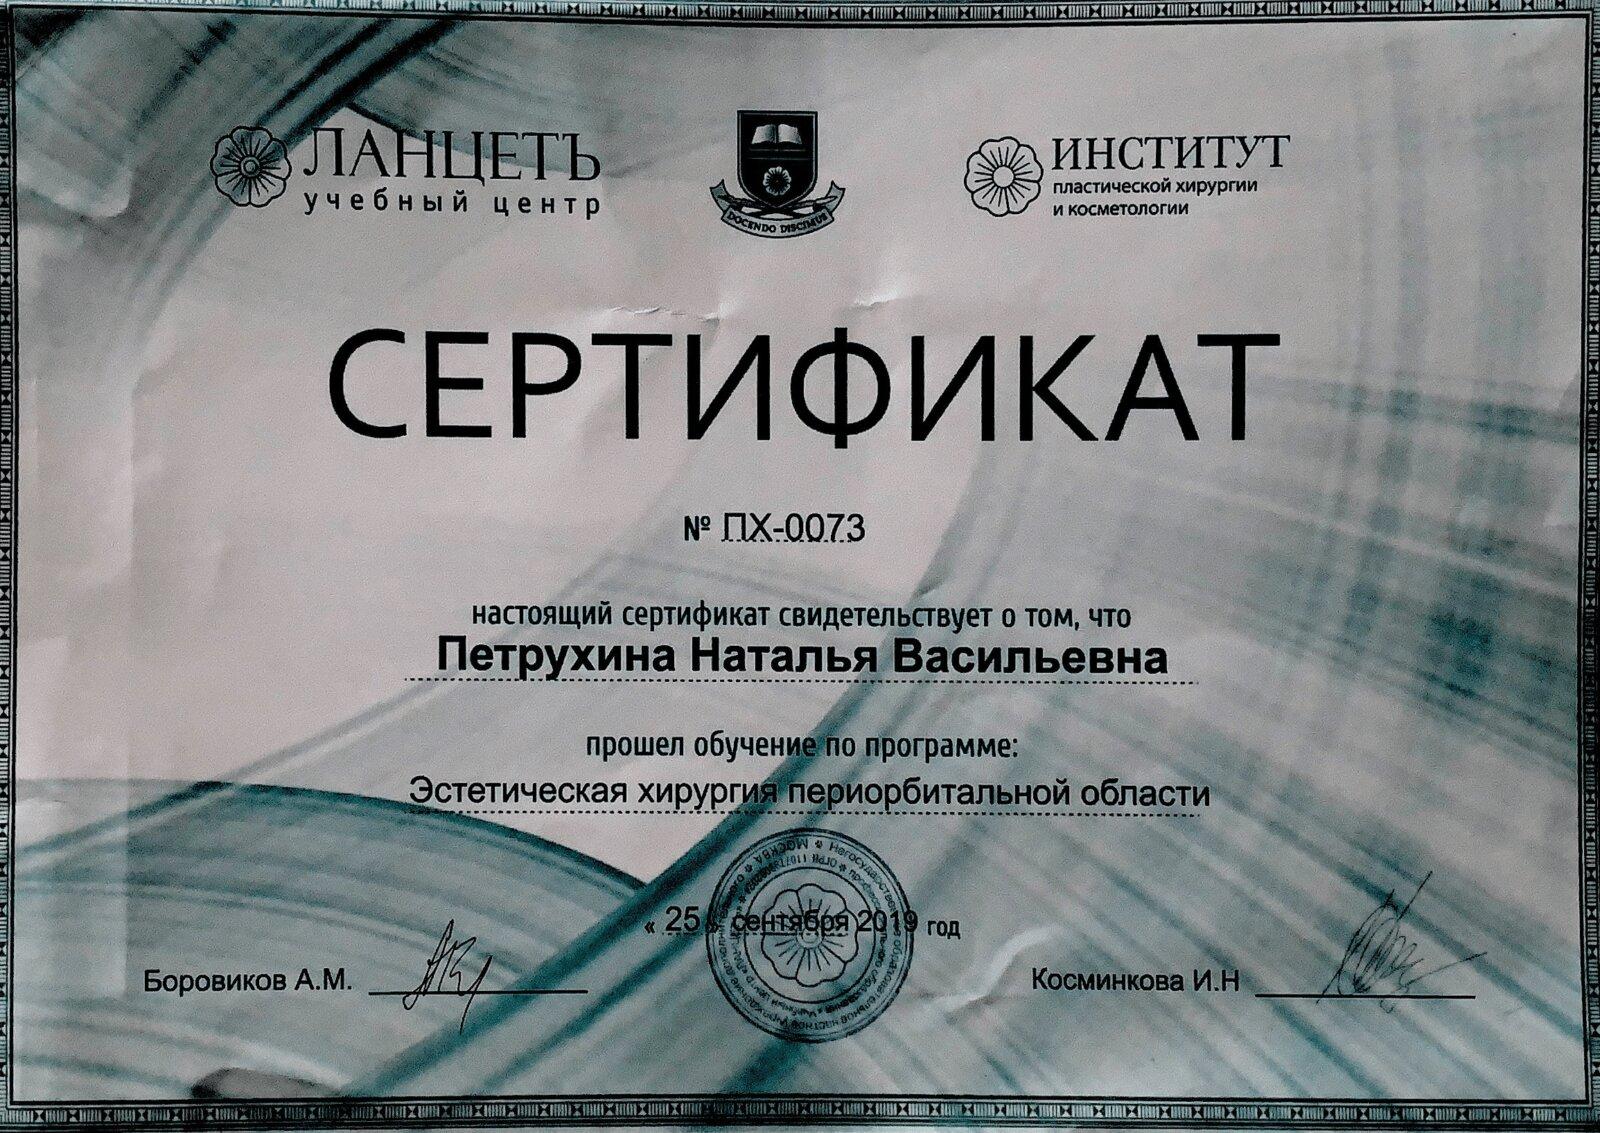 ЛАНЦЕТЪ
учебный центр
DOCENDO DISCIMUS
ИНСТИТУТ
пластической хирургии
и косметологии
СЕРТИФИКАТ
№ ПХ-0073
настоящий сертификат свидетельствует о том, что
Петрухина Наталья Васильевна
прошел обучение по программе:
Эстетическая хирургия периорбитальной области
« 25 » сентября 2019 год
Боровиков А.М.
Косминкова И.Н
МОСКВА